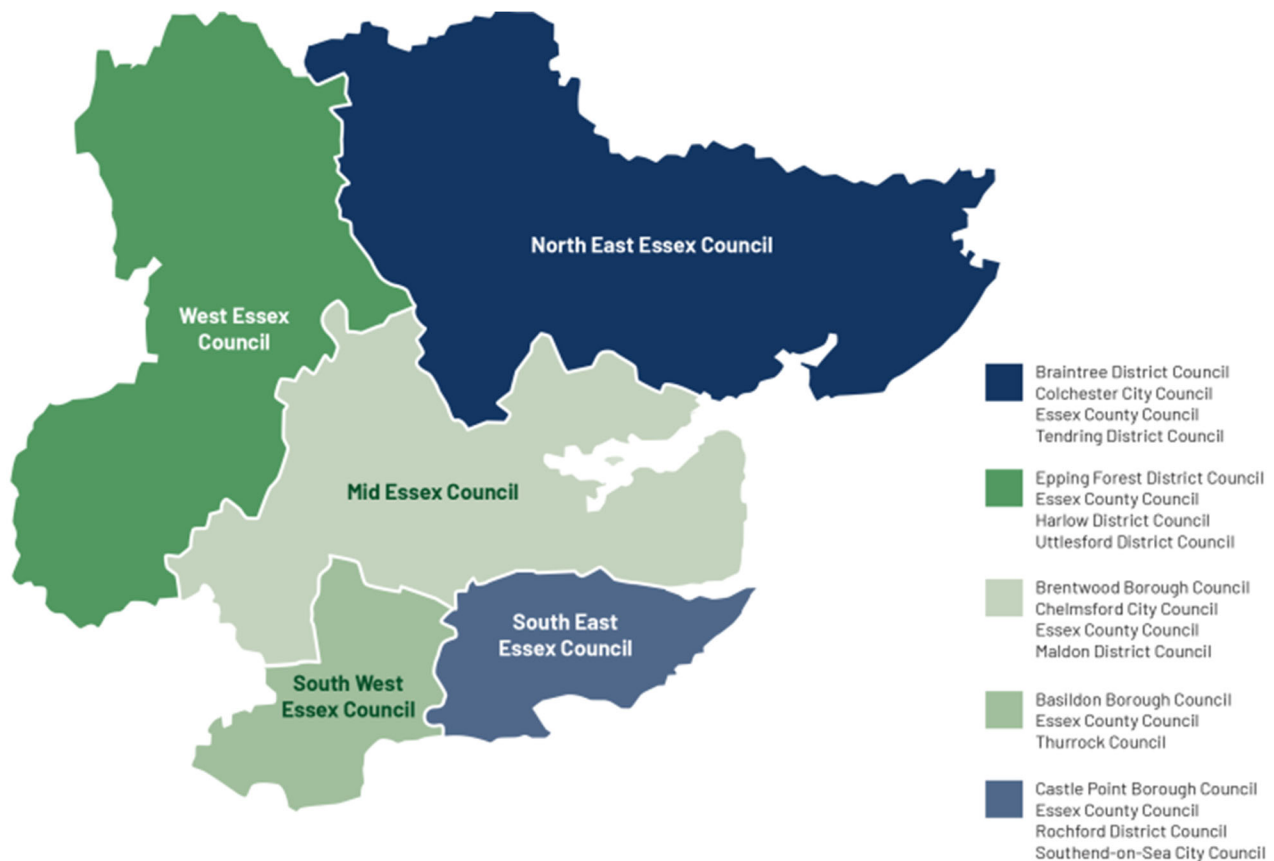 North East Essex Council
West Essex
Council
Mid Essex Council
South East
Essex Council
South West
Essex Council
Braintree District Council
Colchester City Council
Essex County Council
Tendring District Council
Epping Forest District Council
Essex County Council
Harlow District Council
Uttlesford District Council
Brentwood Borough Council
Chelmsford City Council
Essex County Council
Maldon District Council
Basildon Borough Council
Essex County Council
Thurrock Council
Castle Point Borough Council
Essex County Council
Rochford District Council
Southend-on-Sea City Council